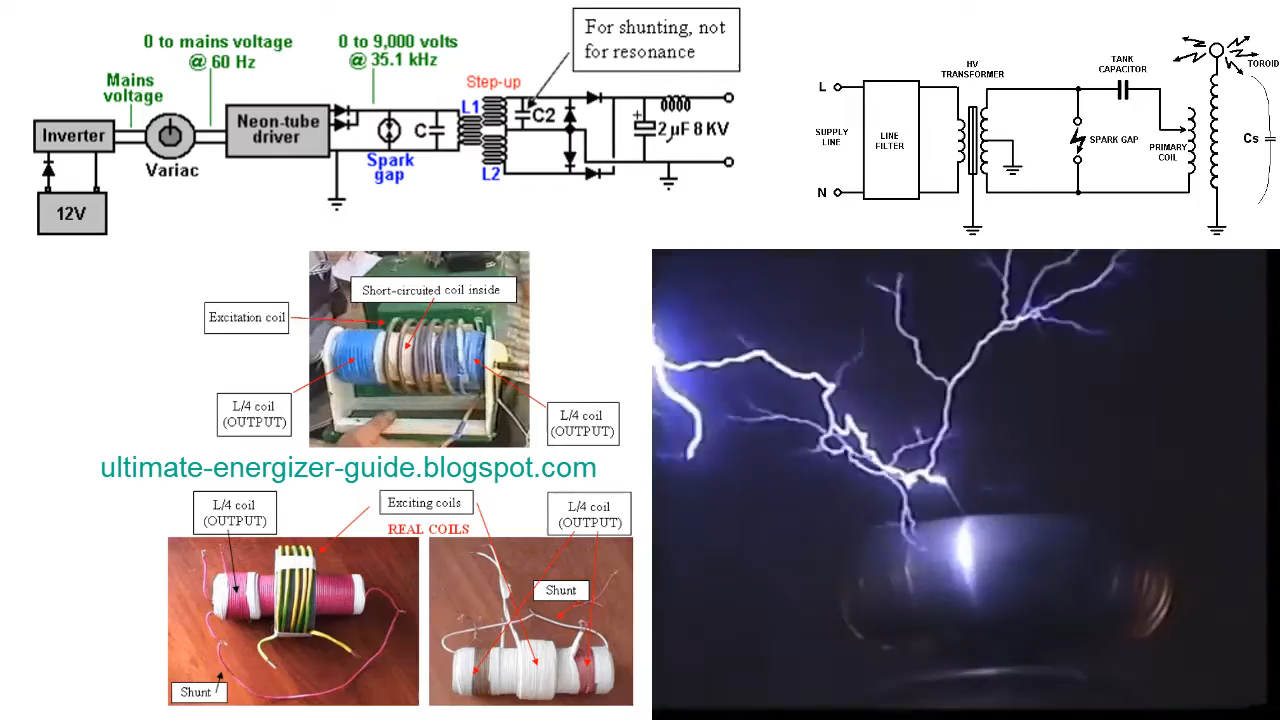 For shunting, not
for resonance
0 to mains voltage
@ 60 Hz
0 to 9,000 volts
@ 35.1 kHz
Mains
voltage
Step-up
L1
Inverter
Variac
Neon-tube
driver
Spark
gap
C
C2
L2
+
2 µF 8 KV
12V
L
N
SUPPLY
LINE
LINE
FILTER
HV
TRANSFORMER
TANK
CAPACITOR
SPARK GAP
PRIMARY
COIL
TOROID
Cs
Short-circuited coil inside
Excitation coil
L/4 coil
(OUTPUT)
L/4 coil
(OUTPUT)
ultimate-energizer-guide.blogspot.com
L/4 coil
(OUTPUT)
Exciting coils
REAL COILS
L/4 coil
(OUTPUT)
Shunt
Shunt